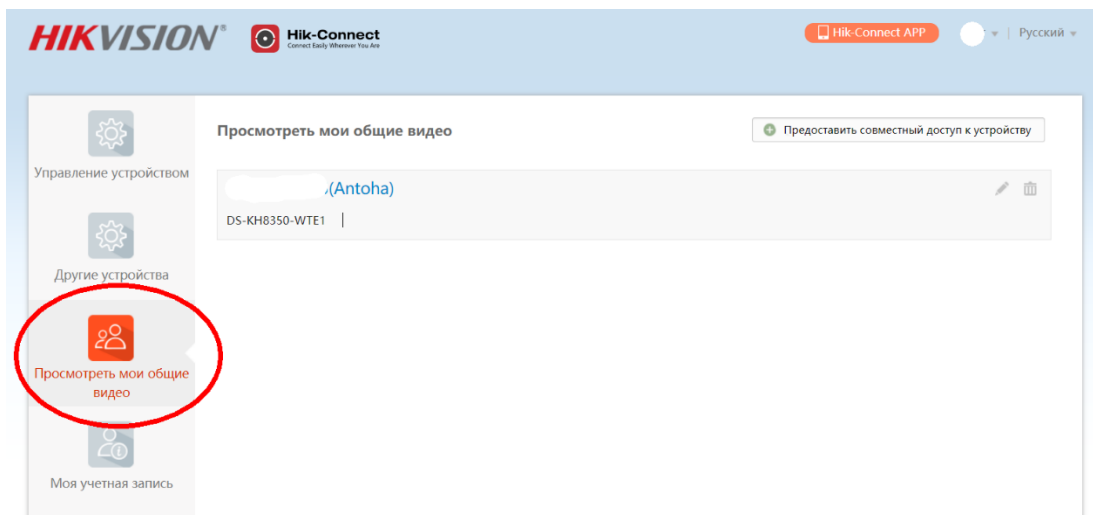 HIKVISION®
Hik-Connect
Connect Easily Wherever You Are
Hik-Connect APP
Русский
Управление устройством
Другие устройства
Просмотреть мои общие
видео
Моя учетная запись
Просмотреть мои общие видео
Предоставить совместный доступ к устройству
(Antoha)
DS-KH8350-WTE1